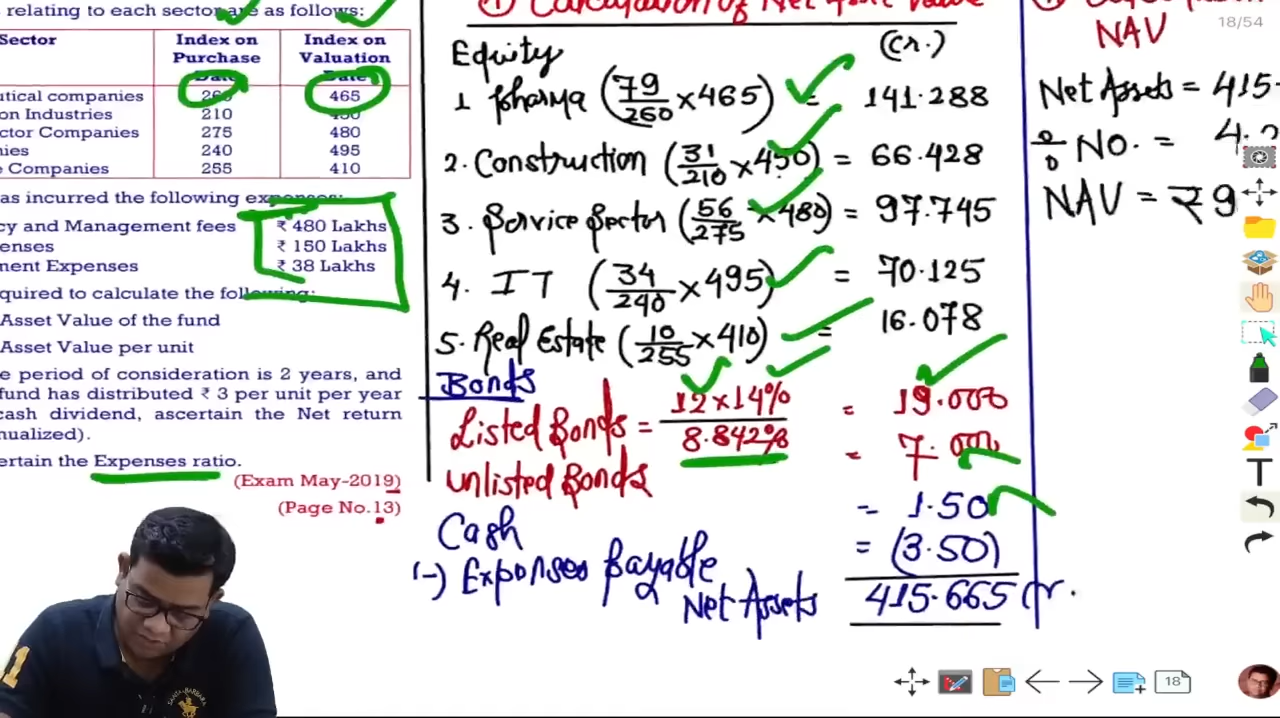 s relating to each sector are as follows:
Sector
Index on Purchase Date
Index on Valuation Date
utical companies 260 465
on Industries 210 450
ctor Companies 275 480
nies 240 495
e Companies 255 410
as incurred the following expenses:
cy and Management fees ₹ 480 Lakhs
enses ₹ 150 Lakhs
ment Expenses ₹ 38 Lakhs
quired to calculate the following:
Asset Value of the fund
Asset Value per unit
e period of consideration is 2 years, and
fund has distributed ₹ 3 per unit per year
cash dividend, ascertain the Net return
nualized).
ertain the Expenses ratio.
(Exam May-2019)
(Page No.13)
Equity (cr.)
1. Pharma (79/260 × 465) = 141.288
2. Construction (31/210 × 450) = 66.428
3. Service Sector (56/275 × 480) = 97.745
4. IT (34/240 × 495) = 70.125
5. Real Estate (10/255 × 410) = 16.078
Bonds
Listed Bonds = 12 × 14% / 8.842% = 19.000
Unlisted Bonds = 7.000
Cash = 1.50
(-) Expenses payable = (3.50)
Net Assets 415.665 Cr.
18/54
NAV
Net Assets = 415.
% No. = 4.
NAV = ₹9
18